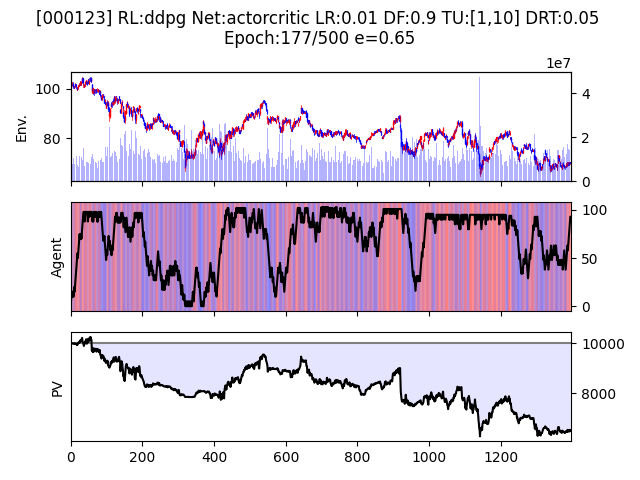 [000123] RL:ddpg Net:actorcritic LR:0.01 DF:0.9 TU:[1,10] DRT:0.05
Epoch:177/500 e=0.65
1e7
100
80
Env.
4
2
0
Agent
100
50
0
PV
10000
8000
0
200
400
600
800
1000
1200